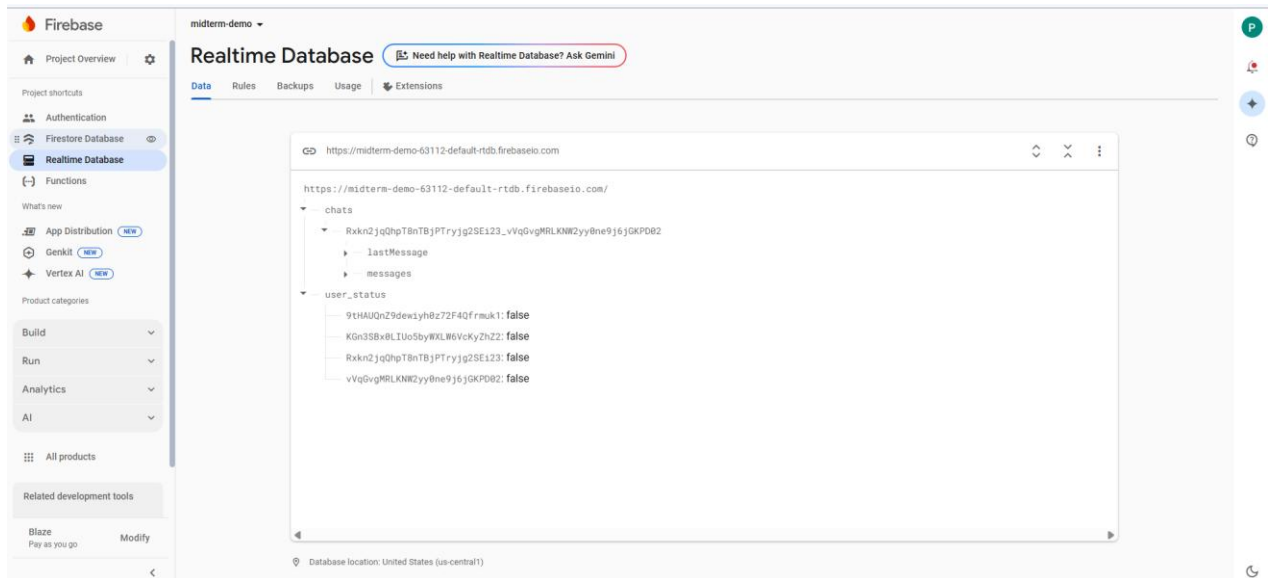 Firebase
Project Overview
Project shortcuts
Authentication
Firestore Database
Realtime Database
Functions
What's new
App Distribution NEW
Genkit NEW
Vertex AI NEW
Product categories
Build
Run
Analytics
AI
All products
Related development tools
Blaze
Pay as you go
Modify
midterm-demo
Realtime Database
Need help with Realtime Database? Ask Gemini
Data Rules Backups Usage Extensions
https://midterm-demo-63112-default-rtdb.firebaseio.com
https://midterm-demo-63112-default-rtdb.firebaseio.com/
chats
Rxkn2jqQhpT8nTBjPTryjg2SEi23_vVqGvgMRLKNW2yy0ne9j6jGKPD02
lastMessage
messages
user_status
9tHAUQnZ9dewiyh0z72F4Qfrmuk1: false
KGn3SBx0LIUo5byWXLW6VcKyZhZ2: false
Rxkn2jqQhpT8nTBjPTryjg2SEi23: false
vVqGvgMRLKNW2yy0ne9j6jGKPD02: false
Database location: United States (us-central1)
P